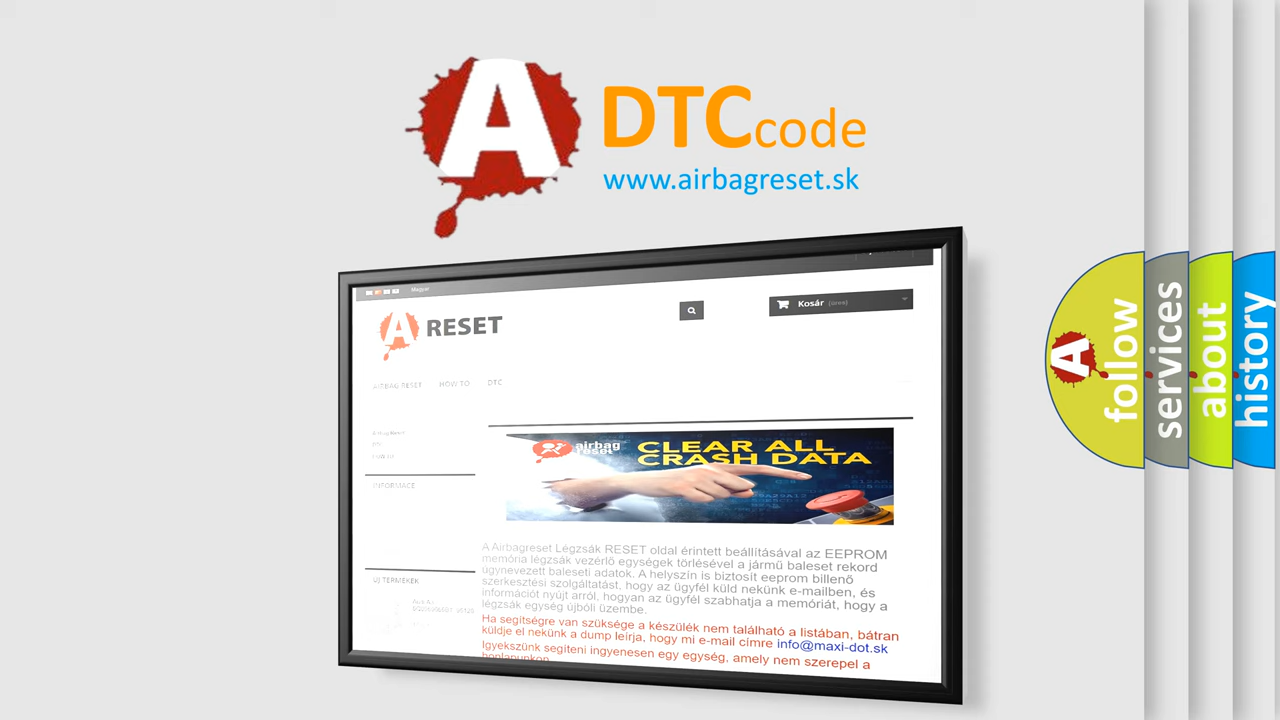 A
DTC code
www.airbagreset.sk
Magyar
Kosár (üres)
A RESET
AIRBAG RESET HOW TO DTC
INFORMACE
airbag
reset
CLEAR ALL
CRASH DATA
A Airbagreset Légzsák RESET oldal érintett beállításával az EEPROM
memória légzsák vezérlő egységek törlésével a jármű baleset rekord
úgynevezett baleseti adatok. A helyszín is biztosít eeprom billenő
szerkesztési szolgáltatást, hogy az ügyfél küld nekünk e-mailben, és
információt nyújt arról, hogyan az ügyfél szabhatja a memóriát, hogy a
légzsák egység újbóli üzembe.
Ha segítségre van szüksége a készülék nem található a listában, bátran
küldje el nekünk a dump leírja, hogy mi e-mail címre info@maxi-dot.sk
Igyekszünk segíteni ingyenesen egy egység, amely nem szerepel a
honlapunkon
ÚJ TERMÉKEK
A
follow
services
about
history